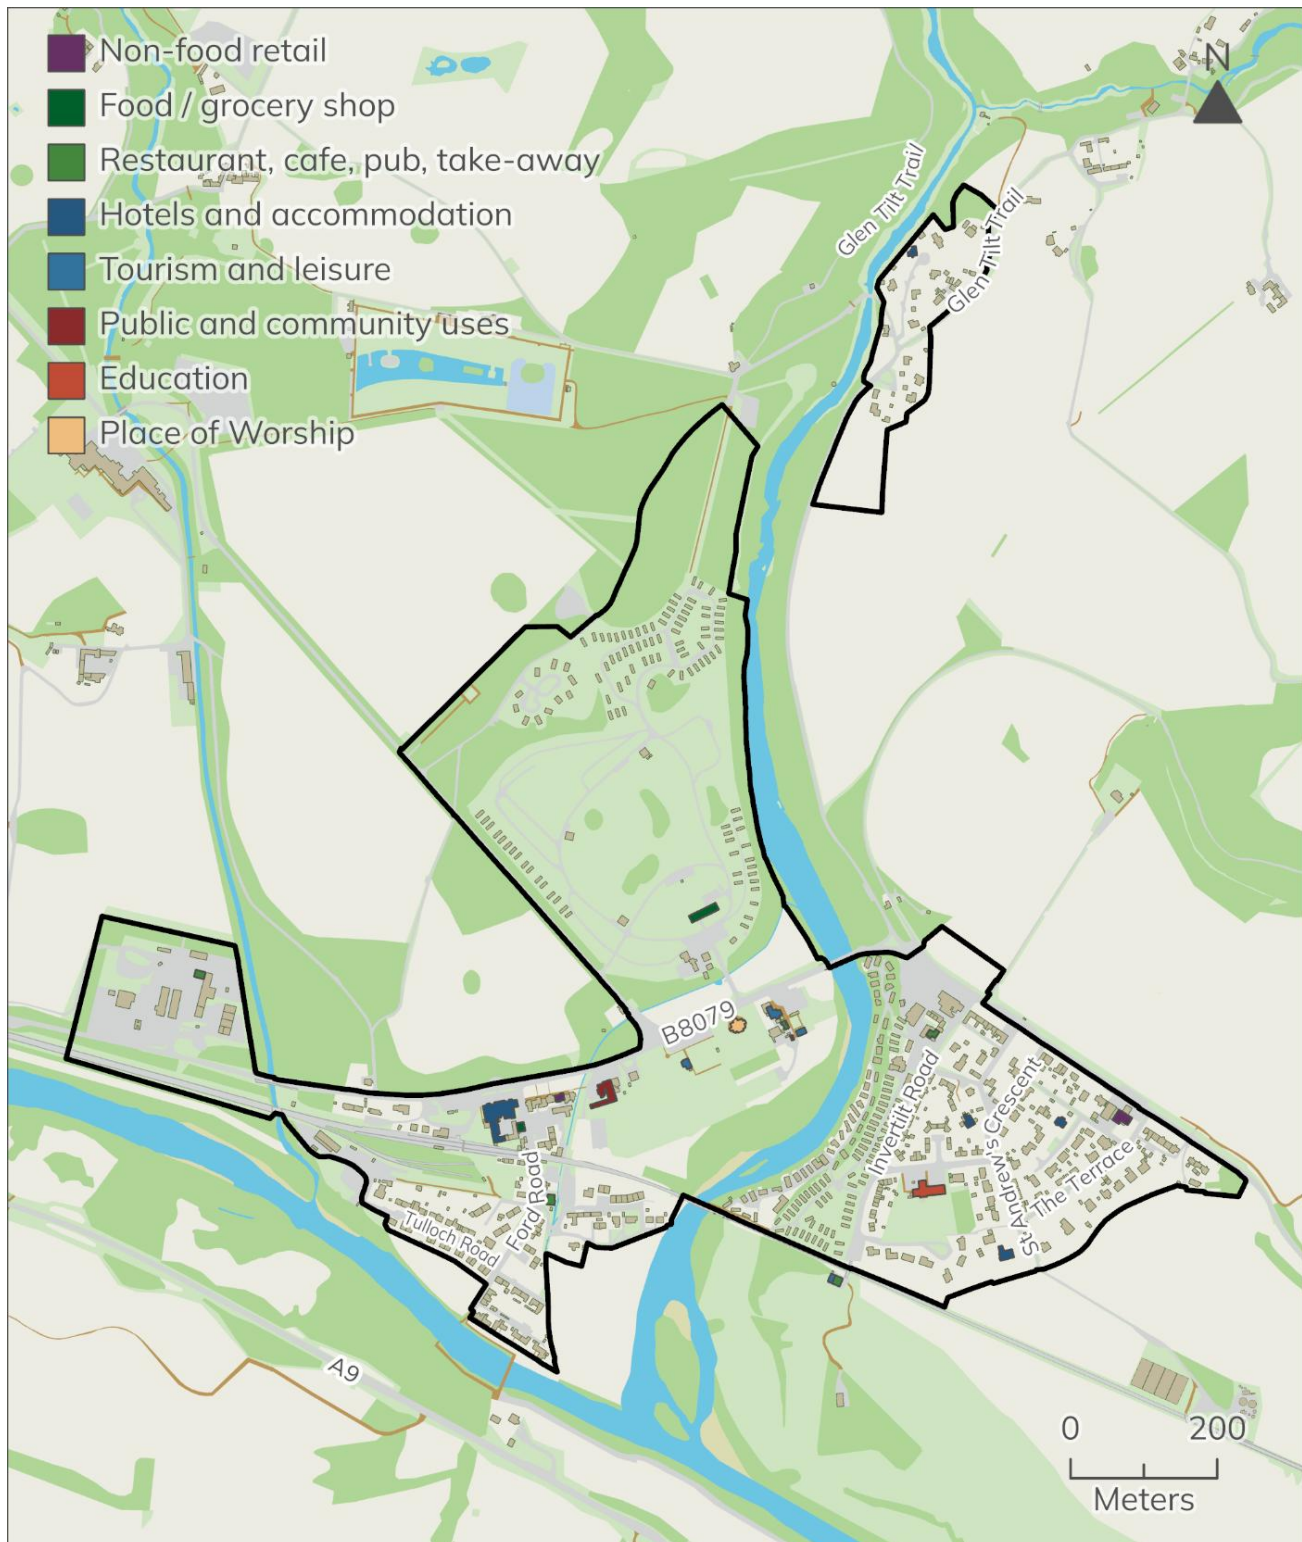 Non-food retail
Food / grocery shop
Restaurant, cafe, pub, take-away
Hotels and accommodation
Tourism and leisure
Public and community uses
Education
Place of Worship
N
Glen Tilt Trail
Glen Tilt Trail
B8079
Invertilt Road
St Andrew's Crescent
The Terrace
Ford Road
Tulloch Road
A9
0 200
Meters